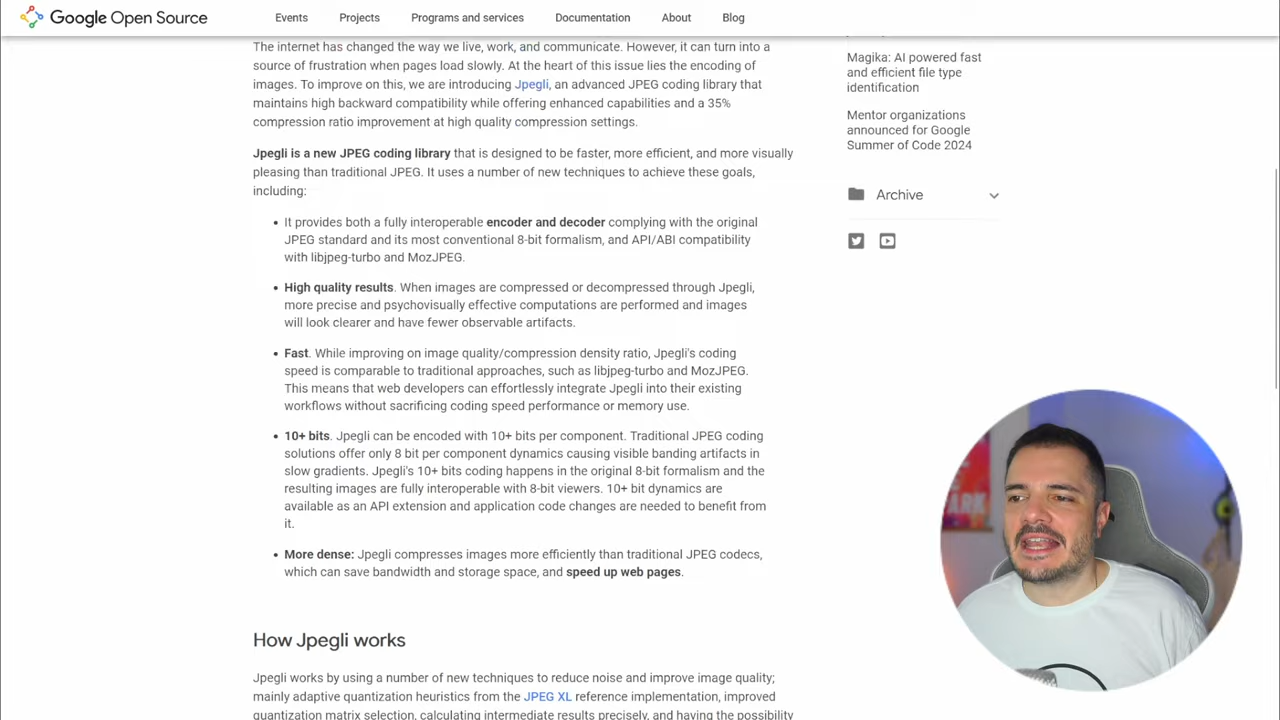 Google Open Source
Events
Projects
Programs and services
Documentation
About
Blog
The internet has changed the way we live, work, and communicate. However, it can turn into a
source of frustration when pages load slowly. At the heart of this issue lies the encoding of
images. To improve on this, we are introducing Jpegli, an advanced JPEG coding library that
maintains high backward compatibility while offering enhanced capabilities and a 35%
compression ratio improvement at high quality compression settings.
Jpegli is a new JPEG coding library that is designed to be faster, more efficient, and more visually
pleasing than traditional JPEG. It uses a number of new techniques to achieve these goals,
including:
• It provides both a fully interoperable encoder and decoder complying with the original
JPEG standard and its most conventional 8-bit formalism, and API/ABI compatibility
with libjpeg-turbo and MozJPEG.
• High quality results. When images are compressed or decompressed through Jpegli,
more precise and psychovisually effective computations are performed and images
will look clearer and have fewer observable artifacts.
• Fast. While improving on image quality/compression density ratio, Jpegli's coding
speed is comparable to traditional approaches, such as libjpeg-turbo and MozJPEG.
This means that web developers can effortlessly integrate Jpegli into their existing
workflows without sacrificing coding speed performance or memory use.
• 10+ bits. Jpegli can be encoded with 10+ bits per component. Traditional JPEG coding
solutions offer only 8 bit per component dynamics causing visible banding artifacts in
slow gradients. Jpegli's 10+ bits coding happens in the original 8-bit formalism and the
resulting images are fully interoperable with 8-bit viewers. 10+ bit dynamics are
available as an API extension and application code changes are needed to benefit from
it.
• More dense: Jpegli compresses images more efficiently than traditional JPEG codecs,
which can save bandwidth and storage space, and speed up web pages.
How Jpegli works
Jpegli works by using a number of new techniques to reduce noise and improve image quality;
mainly adaptive quantization heuristics from the JPEG XL reference implementation, improved
quantization matrix selection, calculating intermediate results precisely, and having the possibility
Magika: AI powered fast
and efficient file type
identification
Mentor organizations
announced for Google
Summer of Code 2024
Archive